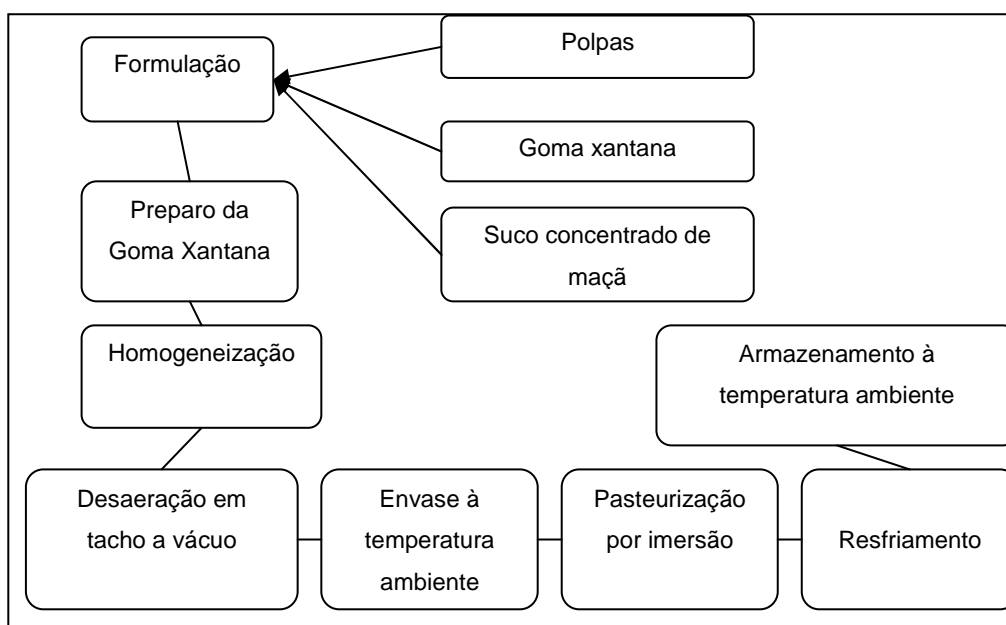 Formulação
Polpas
Goma xantana
Suco concentrado de
maçã
Preparo da
Goma Xantana
Homogeneização
Desaeração em
tacho a vácuo
Envase à
temperatura
ambiente
Pasteurização
por imersão
Resfriamento
Armazenamento à
temperatura ambiente